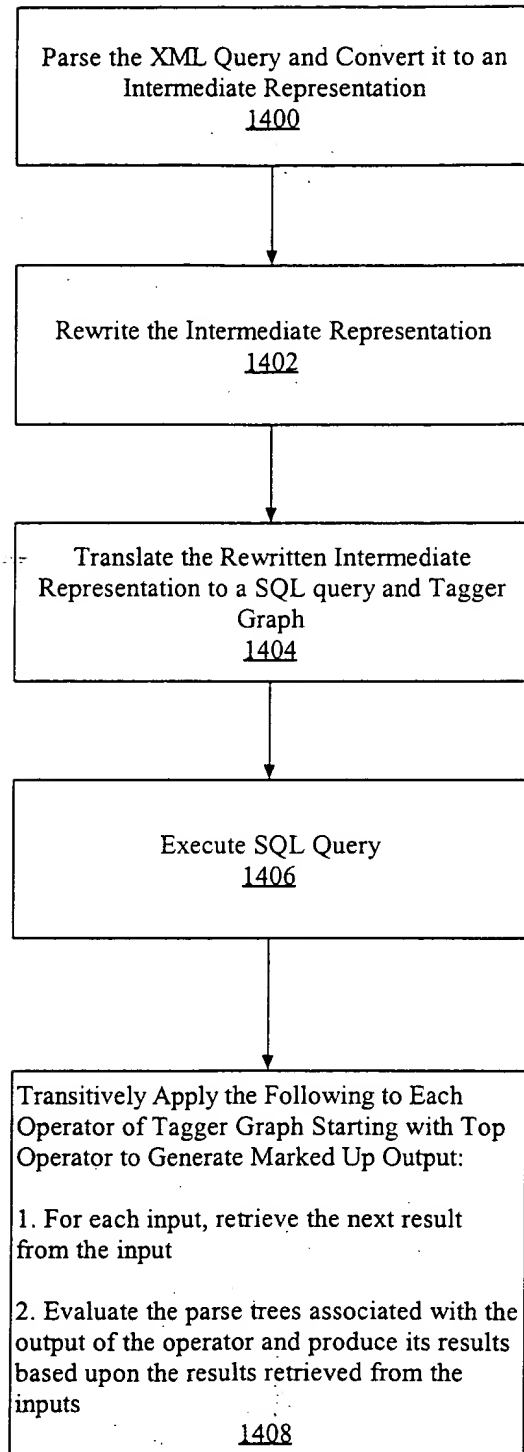 Parse the XML Query and Convert it to an
Intermediate Representation
1400
Rewrite the Intermediate Representation
1402
Translate the Rewritten Intermediate
Representation to a SQL query and Tagger
Graph
1404
Execute SQL Query
1406
Transitively Apply the Following to Each
Operator of Tagger Graph Starting with Top
Operator to Generate Marked Up Output:
1. For each input, retrieve the next result
from the input
2. Evaluate the parse trees associated with the
output of the operator and produce its results
based upon the results retrieved from the
inputs
1408